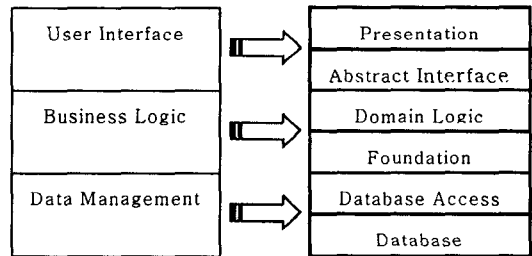 User Interface
Business Logic
Data Management
Presentation
Abstract Interface
Domain Logic
Foundation
Database Access
Database